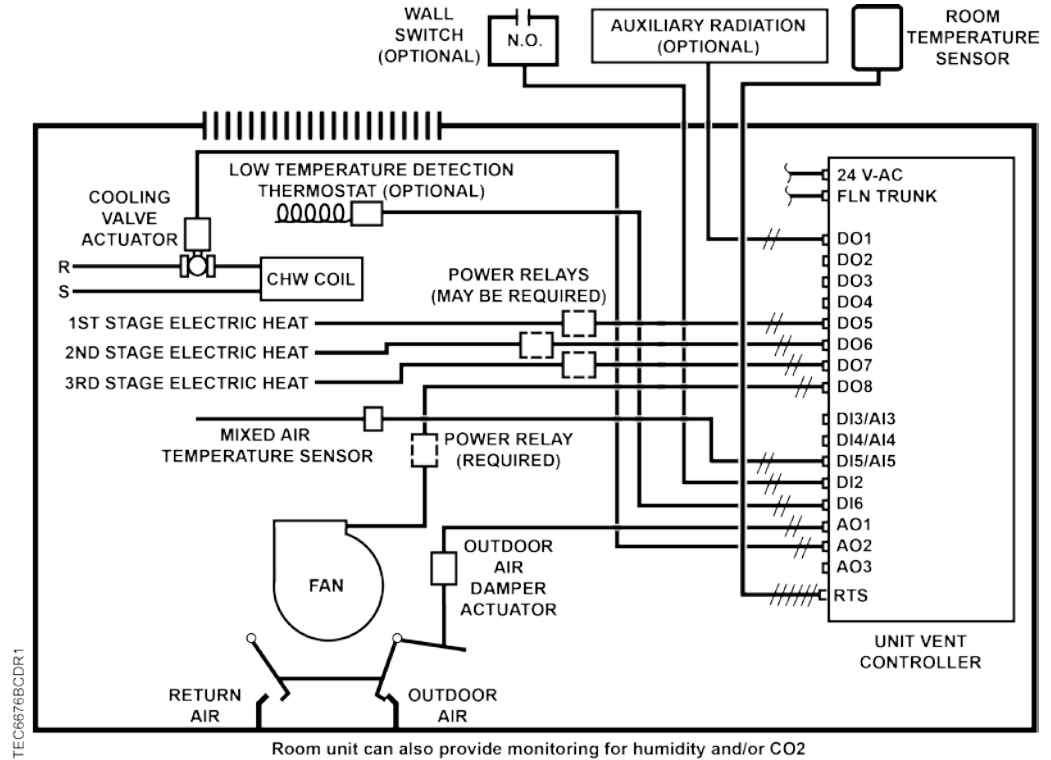 WALL
SWITCH
(OPTIONAL)
N.O.
AUXILIARY RADIATION
(OPTIONAL)
ROOM
TEMPERATURE
SENSOR
LOW TEMPERATURE DETECTION
THERMOSTAT (OPTIONAL)
COOLING
VALVE
ACTUATOR
R
S
CHW COIL
POWER RELAYS
(MAY BE REQUIRED)
1ST STAGE ELECTRIC HEAT
2ND STAGE ELECTRIC HEAT
3RD STAGE ELECTRIC HEAT
MIXED AIR
TEMPERATURE SENSOR
POWER RELAY
(REQUIRED)
FAN
OUTDOOR
AIR
DAMPER
ACTUATOR
RETURN
AIR
OUTDOOR
AIR
24 V-AC
FLN TRUNK
DO1
DO2
DO3
DO4
DO5
DO6
DO7
DO8
DI3/AI3
DI4/AI4
DI5/AI5
DI2
DI6
AO1
AO2
AO3
RTS
UNIT VENT
CONTROLLER
TEC6676BCDR1
Room unit can also provide monitoring for humidity and/or CO2